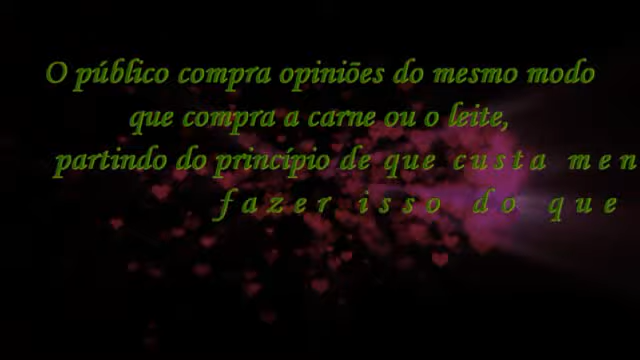 O público compra opiniões do mesmo modo
que compra a carne ou o leite,
partindo do princípio de que custa men
fazer isso do que